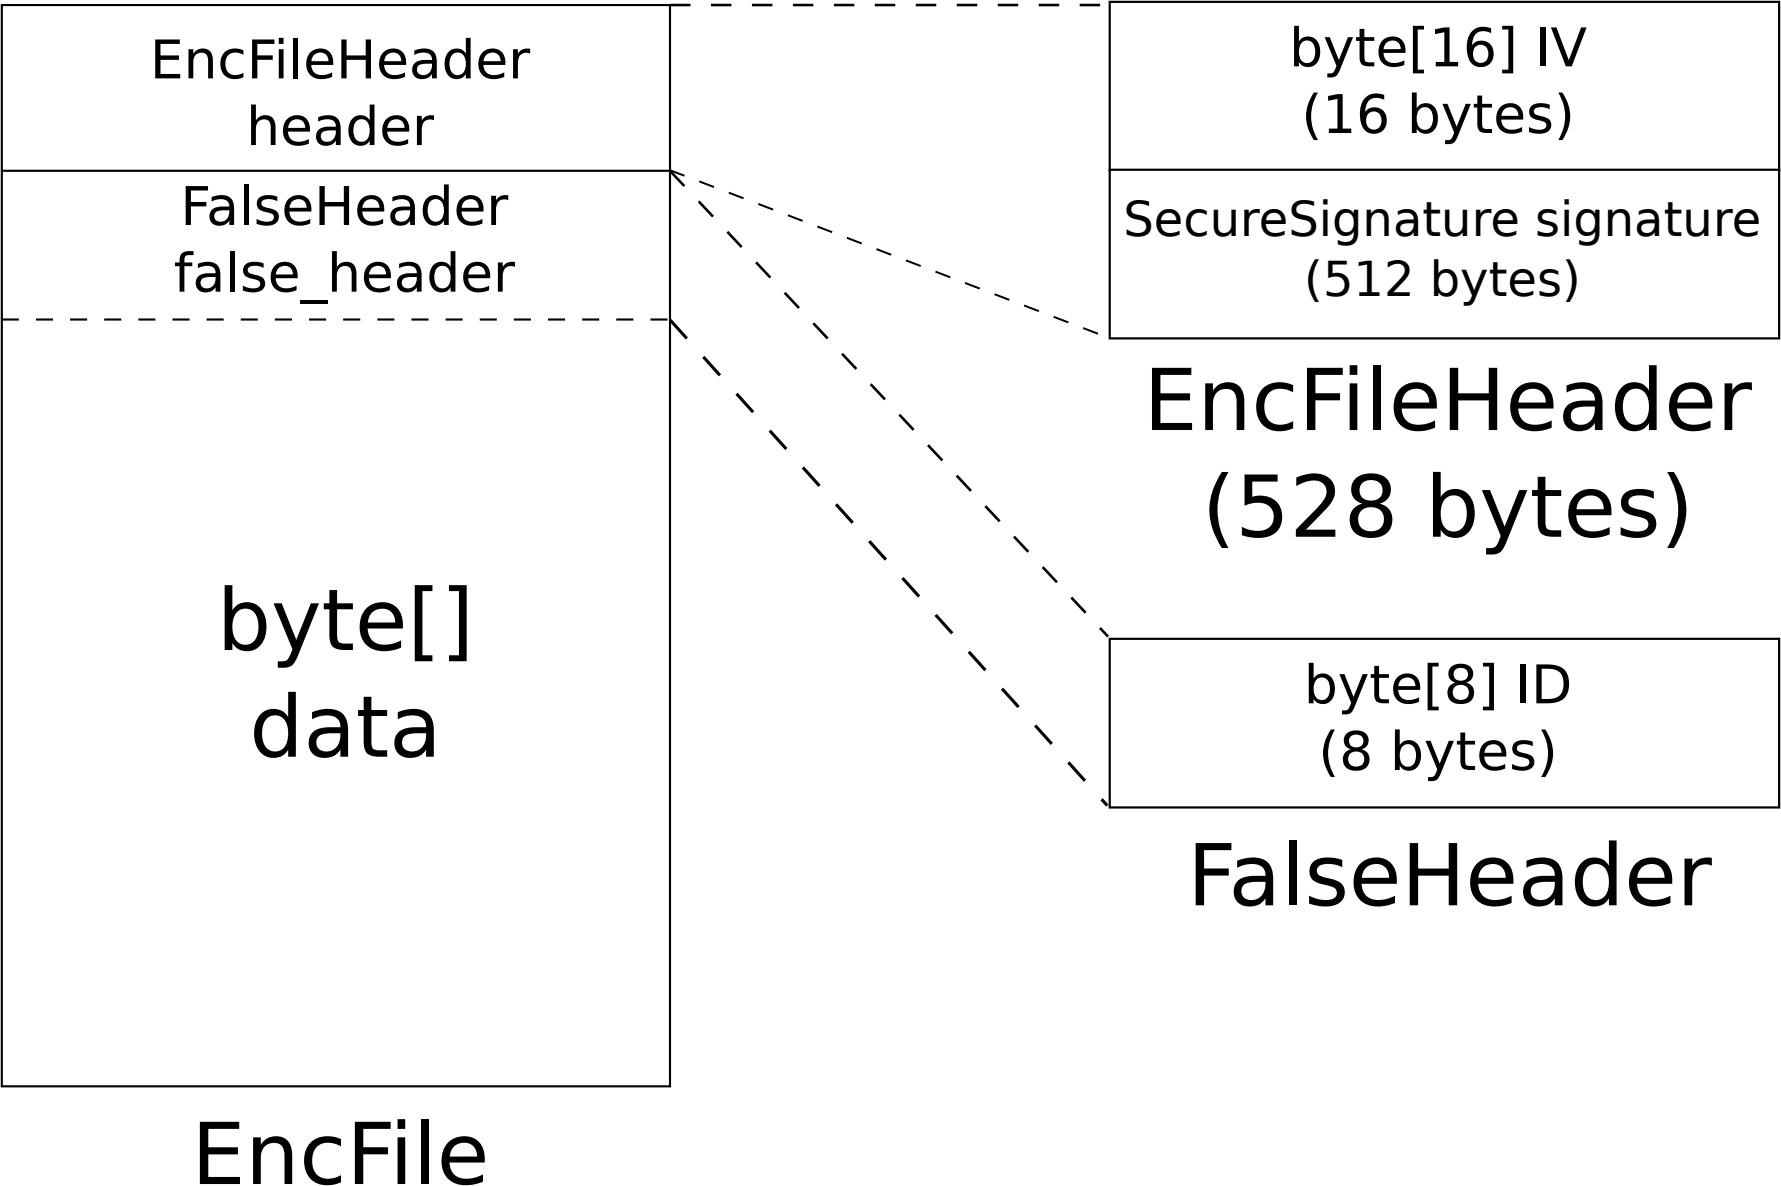 EncFileHeader
header
FalseHeader
false_header
byte[]
data
EncFile
byte[16] IV
(16 bytes)
SecureSignature signature
(512 bytes)
EncFileHeader
(528 bytes)
byte[8] ID
(8 bytes)
FalseHeader